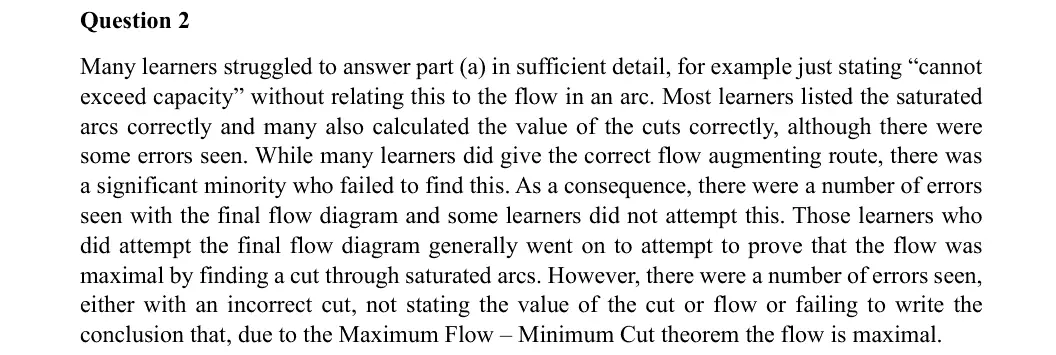 Question 2
Many learners struggled to answer part (a) in sufficient detail, for example just stating “cannot
exceed capacity” without relating this to the flow in an arc. Most learners listed the saturated
arcs correctly and many also calculated the value of the cuts correctly, although there were
some errors seen. While many learners did give the correct flow augmenting route, there was
a significant minority who failed to find this. As a consequence, there were a number of errors
seen with the final flow diagram and some learners did not attempt this. Those learners who
did attempt the final flow diagram generally went on to attempt to prove that the flow was
maximal by finding a cut through saturated arcs. However, there were a number of errors seen,
either with an incorrect cut, not stating the value of the cut or flow or failing to write the
conclusion that, due to the Maximum Flow – Minimum Cut theorem the flow is maximal.